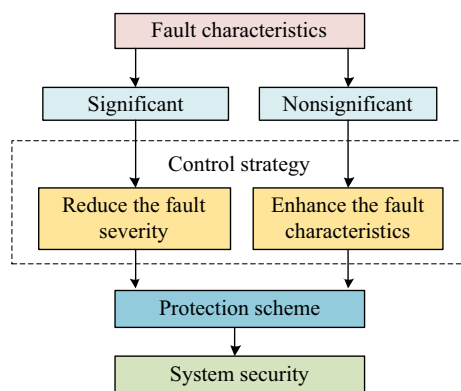 Fault characteristics
Significant
Nonsignificant
Control strategy
Reduce the fault
severity
Enhance the fault
characteristics
Protection scheme
System security